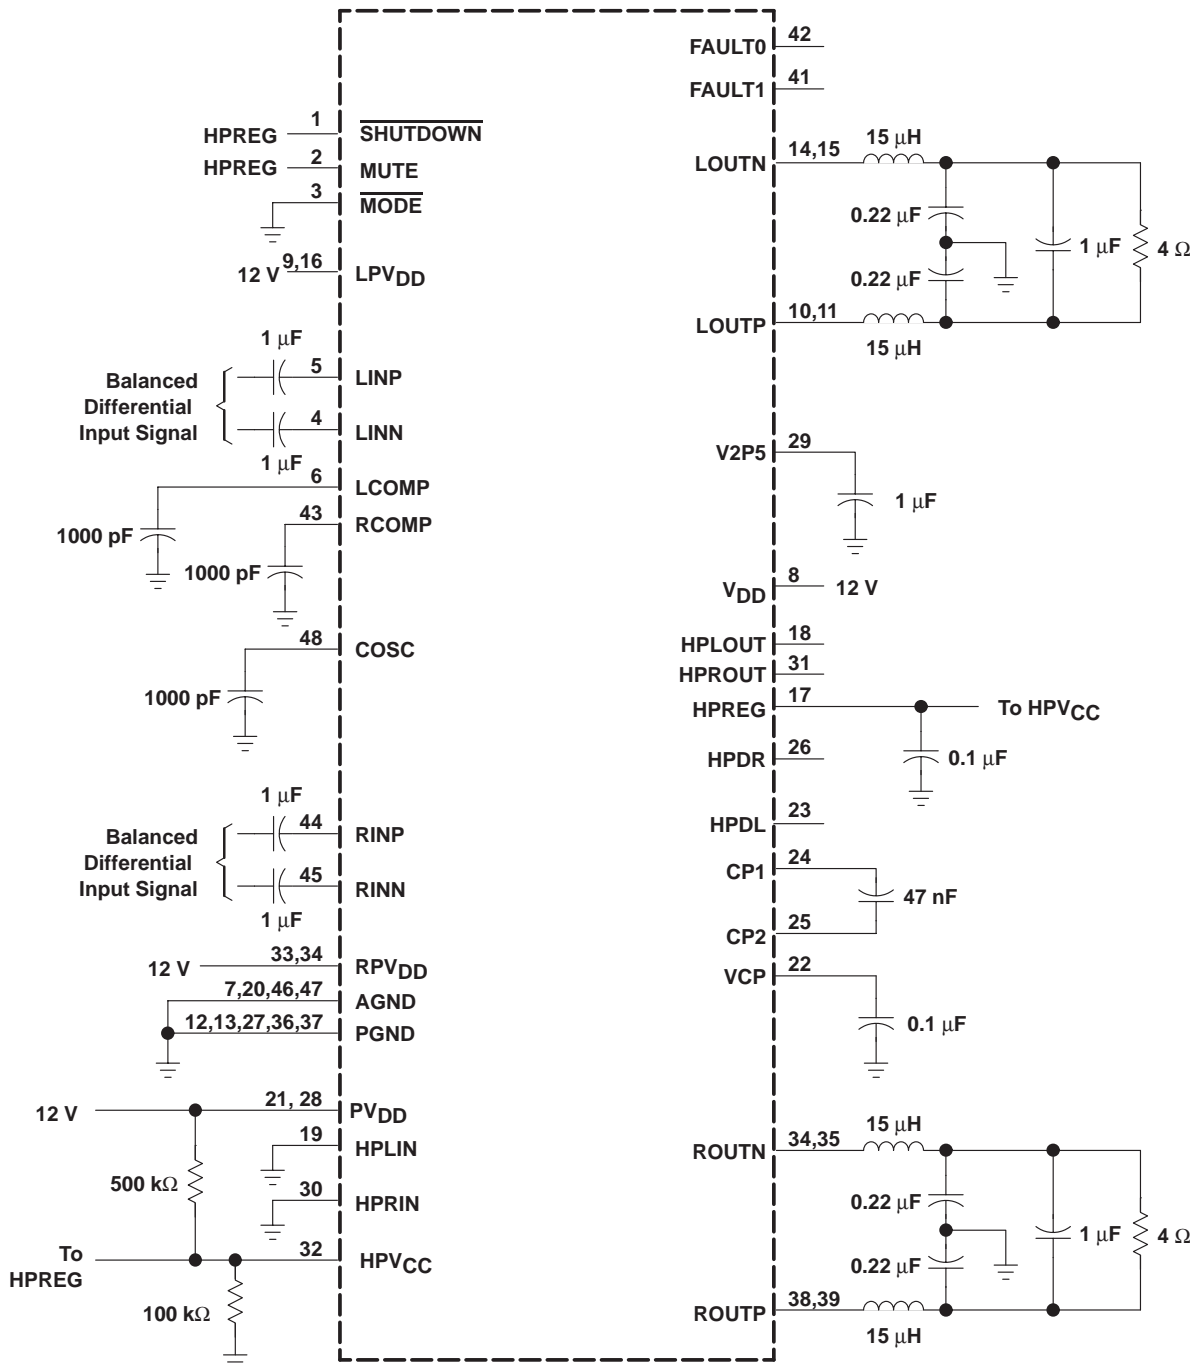 FAULT0 42
FAULT1 41
HPREG 1 SHUTDOWN
HPREG 2 MUTE
3 MODE
12 V 9,16 LPVDD
1 μF
Balanced
Differential
Input Signal
5 LINP
4 LINN
1 μF
6 LCOMP
1000 pF
43 RCOMP
1000 pF
48 COSC
1000 pF
1 μF
Balanced
Differential
Input Signal
44 RINP
45 RINN
1 μF
12 V 33,34 RPVDD
7,20,46,47 AGND
12,13,27,36,37 PGND
12 V 21, 28 PVDD
19 HPLIN
500 kΩ
30 HPRIN
To
HPREG
32 HPVCC
100 kΩ
LOUTN 14,15 15 μH
0.22 μF
0.22 μF
1 μF 4 Ω
LOUTP 10,11
15 μH
V2P5 29
1 μF
VDD 8 12 V
HPLOUT 18
HPROUT 31
HPREG 17 To HPVCC
0.1 μF
HPDR 26
HPDL 23
CP1 24
47 nF
CP2 25
VCP 22
0.1 μF
ROUTN 34,35 15 μH
0.22 μF
0.22 μF
1 μF 4 Ω
ROUTP 38,39
15 μH